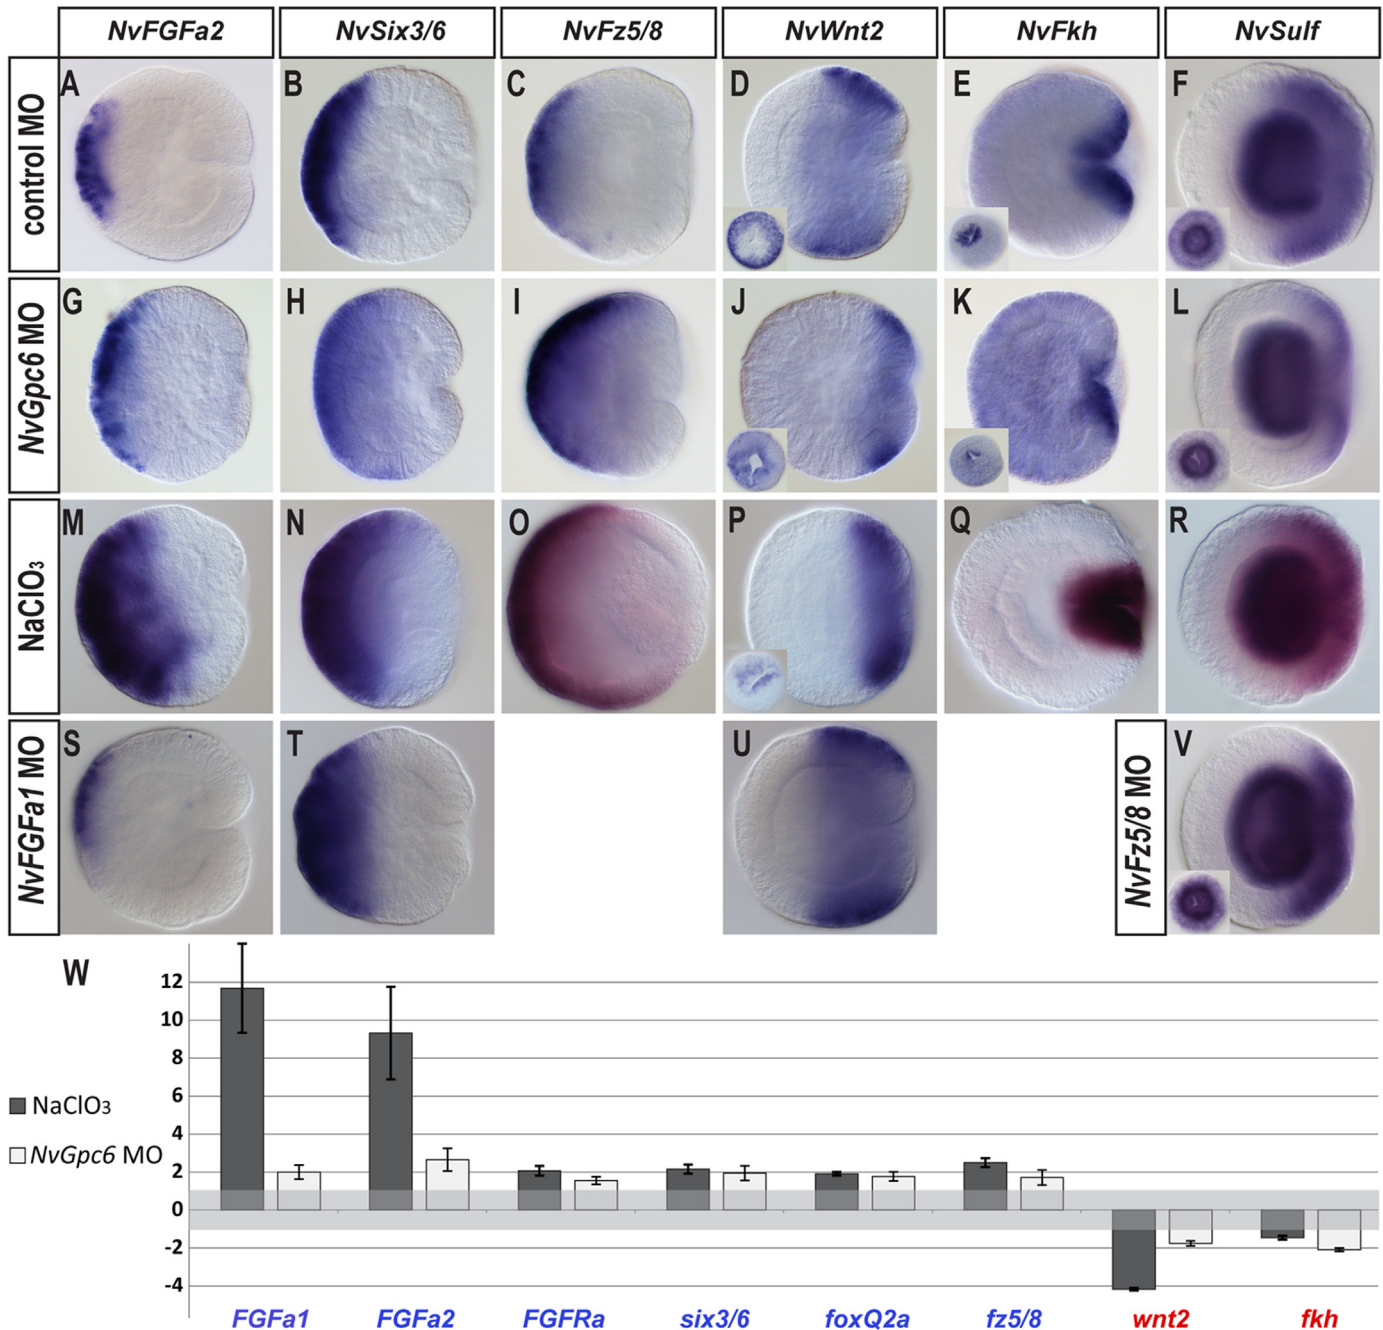 NvFGFa2 NvSix3/6 NvFz5/8 NvWnt2 NvFkh NvSulf
control MO
A B C D E F
NvGpc6 MO
G H I J K L
NaClO3
M N O P Q R
NvFGFa1 MO
S T U
NvFz5/8 MO
V
W
12
10
8
6
4
2
0
-2
-4
NaClO3
NvGpc6 MO
FGFa1 FGFa2 FGFRa six3/6 foxQ2a fz5/8 wnt2 fkh